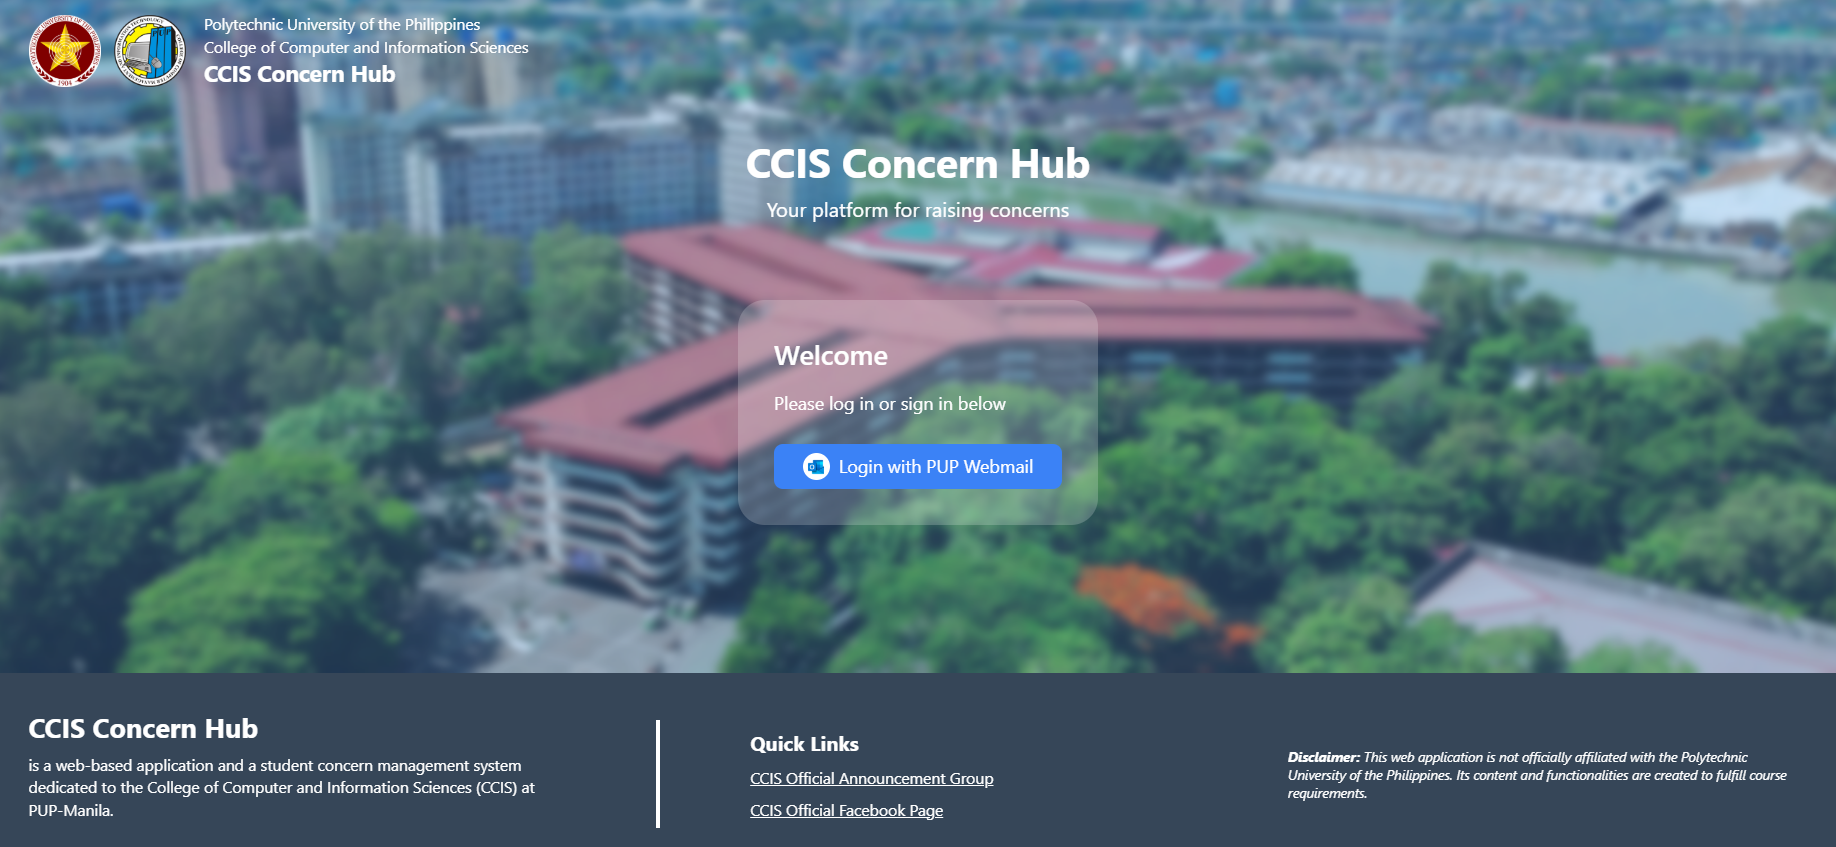 Polytechnic University of the Philippines
College of Computer and Information Sciences
CCIS Concern Hub
1904
CCIS Concern Hub
Your platform for raising concerns
Welcome
Please log in or sign in below
Login with PUP Webmail
CCIS Concern Hub
is a web-based application and a student concern management system
dedicated to the College of Computer and Information Sciences (CCIS) at
PUP-Manila.
Quick Links
CCIS Official Announcement Group
CCIS Official Facebook Page
Disclaimer: This web application is not officially affiliated with the Polytechnic
University of the Philippines. Its content and functionalities are created to fulfill course
requirements.